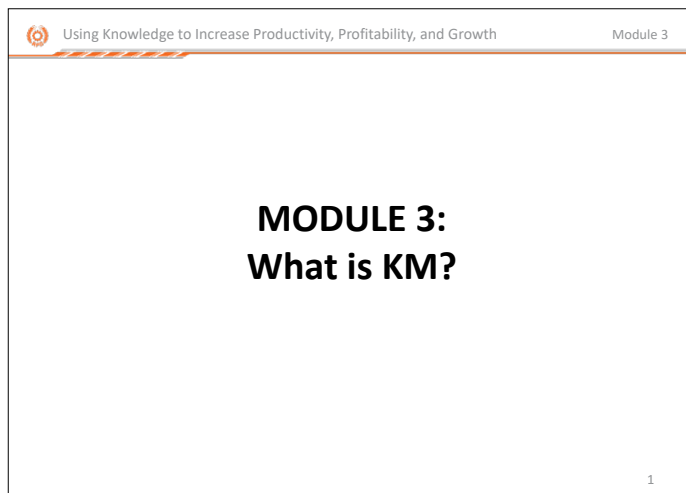 Using Knowledge to Increase Productivity, Profitability, and Growth Module 3
MODULE 3:
What is KM?
1